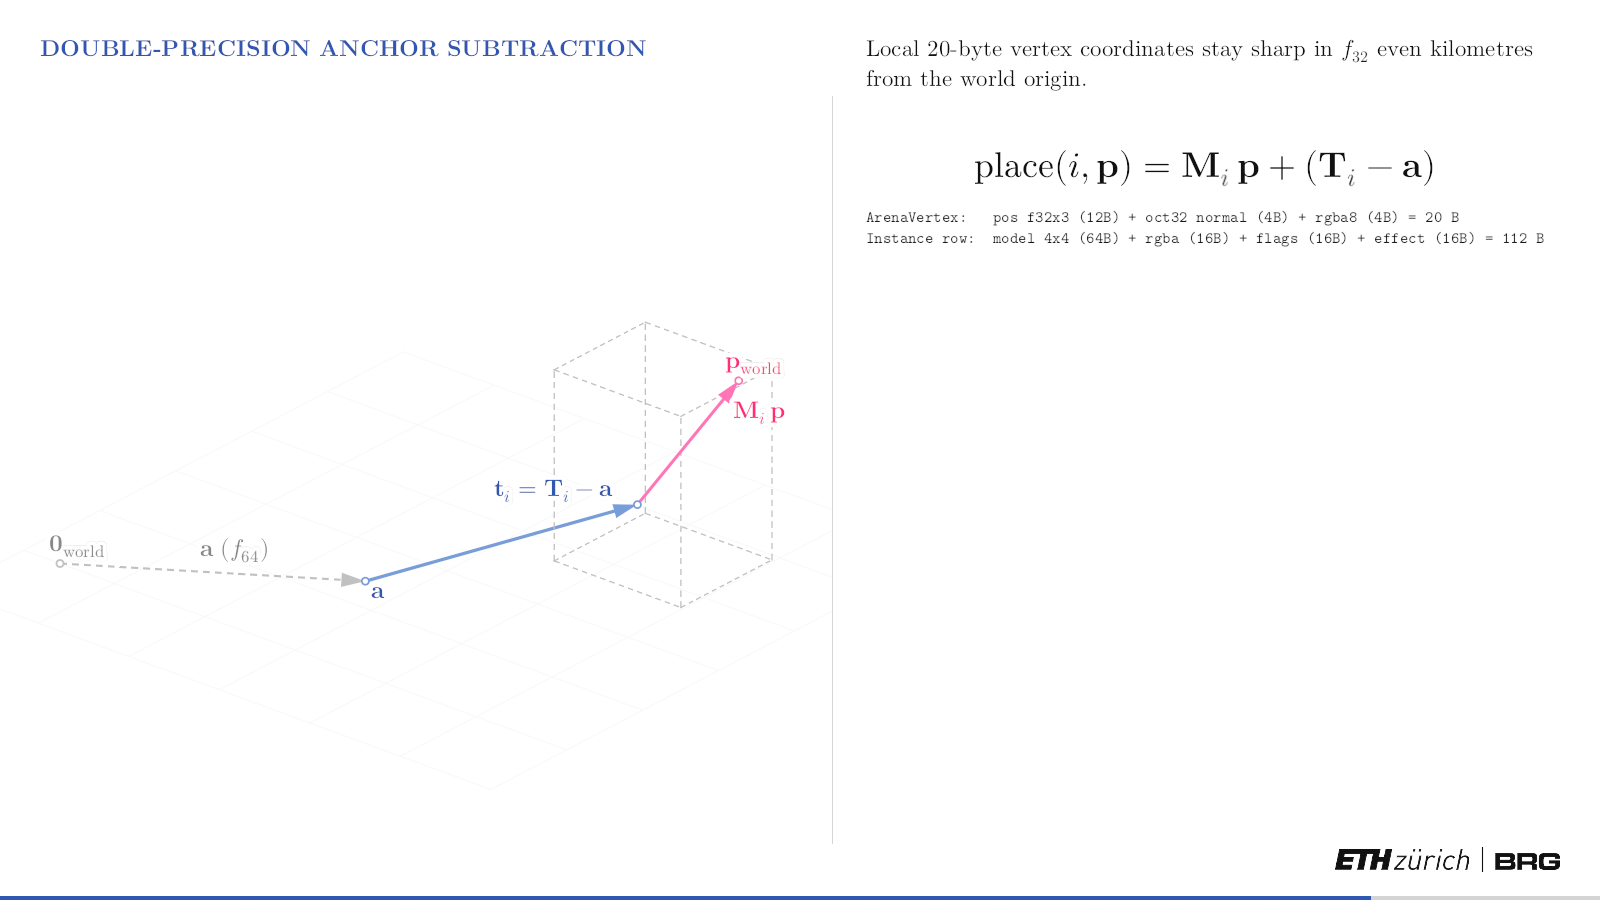 DOUBLE-PRECISION ANCHOR SUBTRACTION
Local 20-byte vertex coordinates stay sharp in f₃₂ even kilometres
from the world origin.
place(i, p) = Mᵢ p + (Tᵢ − a)
ArenaVertex: pos f32x3 (12B) + oct32 normal (4B) + rgba8 (4B) = 20 B
Instance row: model 4x4 (64B) + rgba (16B) + flags (16B) + effect (16B) = 112 B
p_world
Mᵢ p
tᵢ = Tᵢ − a
0_world
a (f₆₄)
a
ETH zürich | BRG